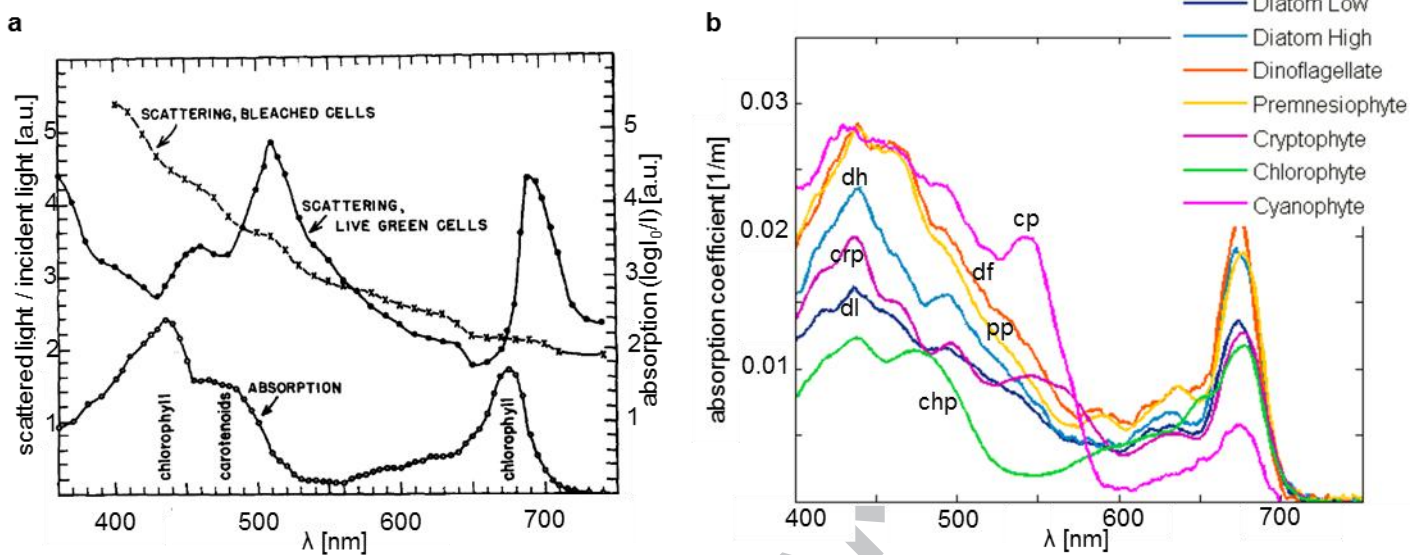 a
scattered light / incident light [a.u.]
5
4
3
2
1
SCATTERING, BLEACHED CELLS
SCATTERING,
LIVE GREEN CELLS
ABSORPTION
chlorophyll
carotenoids
chlorophyll
5
4
3
2
1
absorption (logI₀/I) [a.u.]
400
500
600
700
λ [nm]
b
absorption coefficient [1/m]
0.03
0.02
0.01
dh
crp
dl
chp
df
pp
cp
400
500
600
700
λ [nm]
Diatom Low
Diatom High
Dinoflagellate
Premnesiophyte
Cryptophyte
Chlorophyte
Cyanophyte